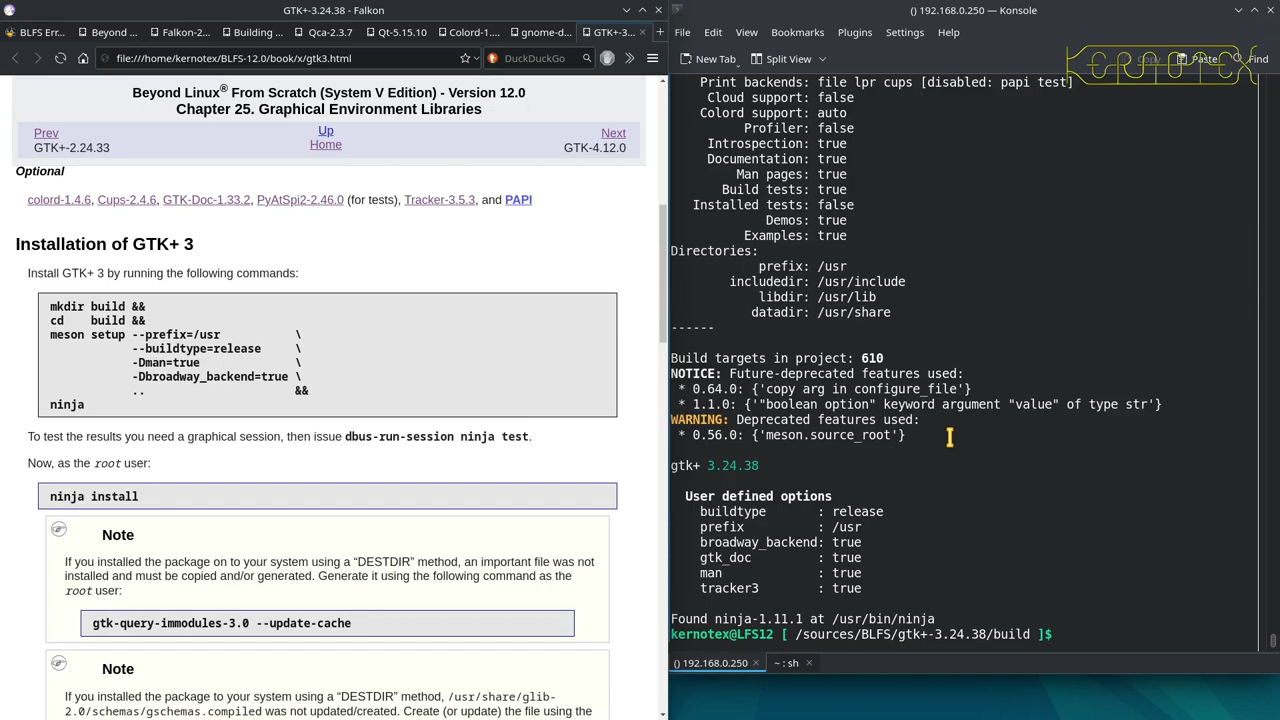 GTK+-3.24.38 - Falkon
BLFS Err...
Beyond ...
Falkon-2...
Building ...
Qca-2.3.7
Qt-5.15.10
Colord-1....
gnome-d...
GTK+-3...
file:///home/kernotex/BLFS-12.0/book/x/gtk3.html
DuckDuckGo
Beyond Linux® From Scratch (System V Edition) - Version 12.0
Chapter 25. Graphical Environment Libraries
Prev Up Next
GTK+-2.24.33 Home GTK-4.12.0
Optional
colord-1.4.6, Cups-2.4.6, GTK-Doc-1.33.2, PyAtSpi2-2.46.0 (for tests), Tracker-3.5.3, and PAPI
Installation of GTK+ 3
Install GTK+ 3 by running the following commands:
mkdir build &&
cd    build &&
meson setup --prefix=/usr           \
            --buildtype=release     \
            -Dman=true              \
            -Dbroadway_backend=true \
            ..                      &&
ninja
To test the results you need a graphical session, then issue dbus-run-session ninja test.
Now, as the root user:
ninja install
Note
If you installed the package on to your system using a “DESTDIR” method, an important file was not
installed and must be copied and/or generated. Generate it using the following command as the
root user:
gtk-query-immodules-3.0 --update-cache
Note
If you installed the package to your system using a “DESTDIR” method, /usr/share/glib-
2.0/schemas/gschemas.compiled was not updated/created. Create (or update) the file using the
() 192.168.0.250 — Konsole
File Edit View Bookmarks Plugins Settings Help
New Tab Split View Copy Paste Find
KERNOTEX
Print backends: file lpr cups [disabled: papi test]
Cloud support: false
Colord support: auto
Profiler: false
Introspection: true
Documentation: true
Man pages: true
Build tests: true
Installed tests: false
Demos: true
Examples: true
Directories:
prefix: /usr
includedir: /usr/include
libdir: /usr/lib
datadir: /usr/share
------
Build targets in project: 610
NOTICE: Future-deprecated features used:
* 0.64.0: {'copy arg in configure_file'}
* 1.1.0: {'"boolean option" keyword argument "value" of type str'}
WARNING: Deprecated features used:
* 0.56.0: {'meson.source_root'}
gtk+ 3.24.38
User defined options
buildtype : release
prefix : /usr
broadway_backend: true
gtk_doc : true
man : true
tracker3 : true
Found ninja-1.11.1 at /usr/bin/ninja
kernotex@LFS12 [ /sources/BLFS/gtk+-3.24.38/build ]$
() 192.168.0.250
~ : sh